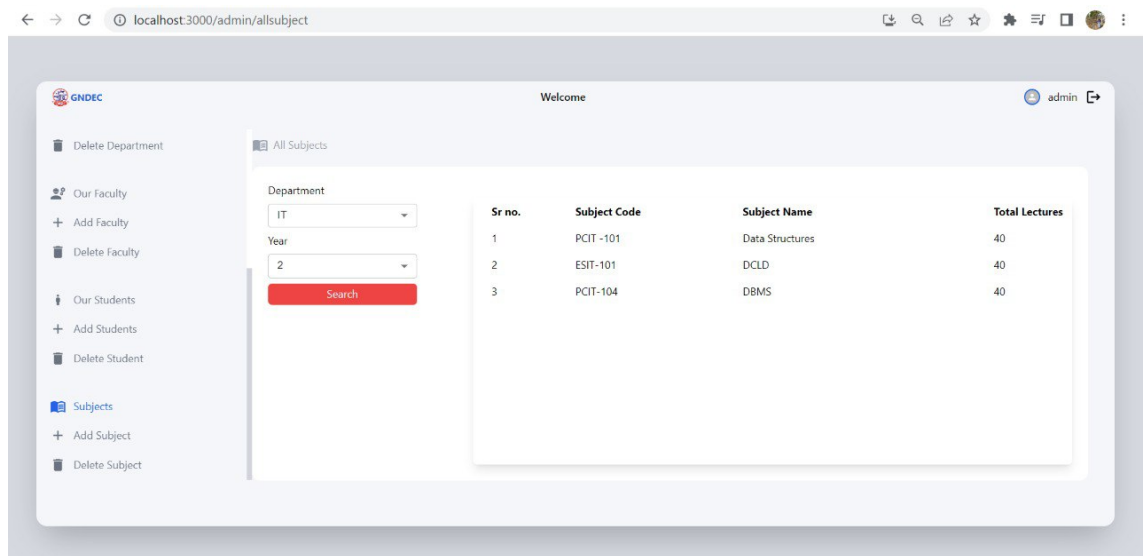 localhost:3000/admin/allsubject
GNDEC
Welcome
admin
Delete Department
Our Faculty
Add Faculty
Delete Faculty
Our Students
Add Students
Delete Student
Subjects
Add Subject
Delete Subject
All Subjects
Department
IT
Year
2
Search
Sr no. Subject Code Subject Name Total Lectures
1 PCIT -101 Data Structures 40
2 ESIT-101 DCLD 40
3 PCIT-104 DBMS 40